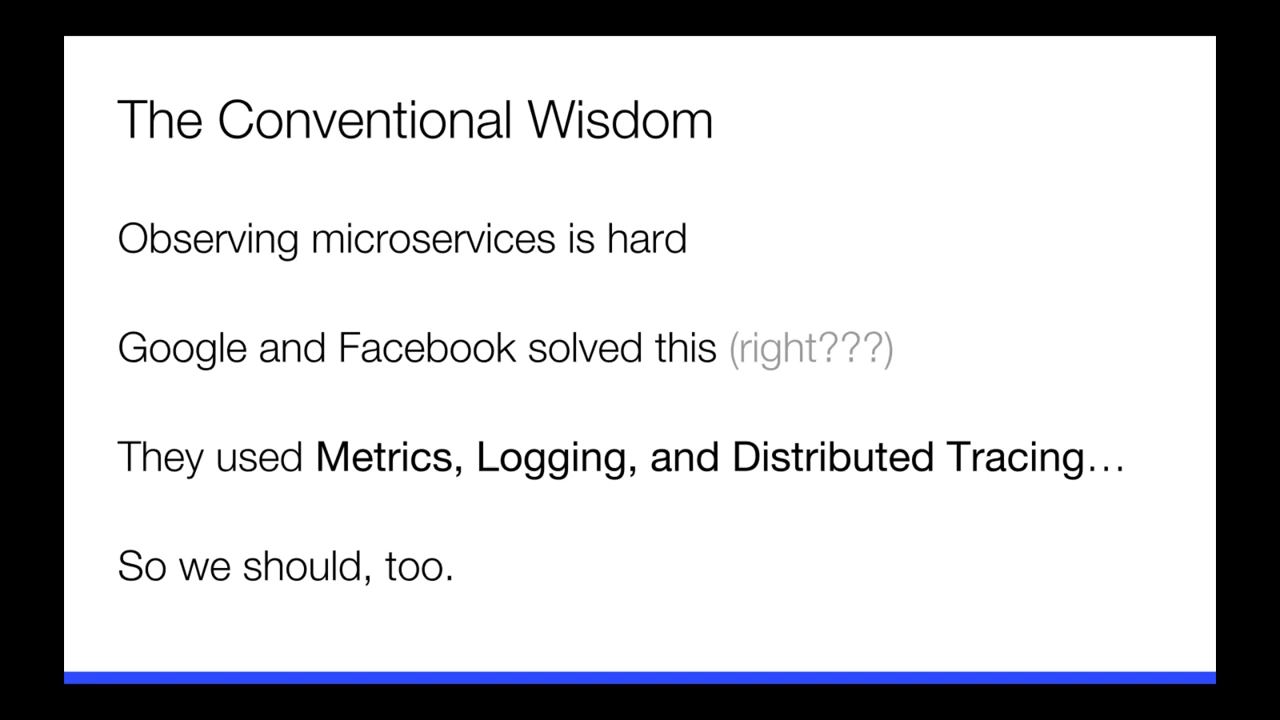 The Conventional Wisdom
Observing microservices is hard
Google and Facebook solved this (right???)
They used Metrics, Logging, and Distributed Tracing…
So we should, too.